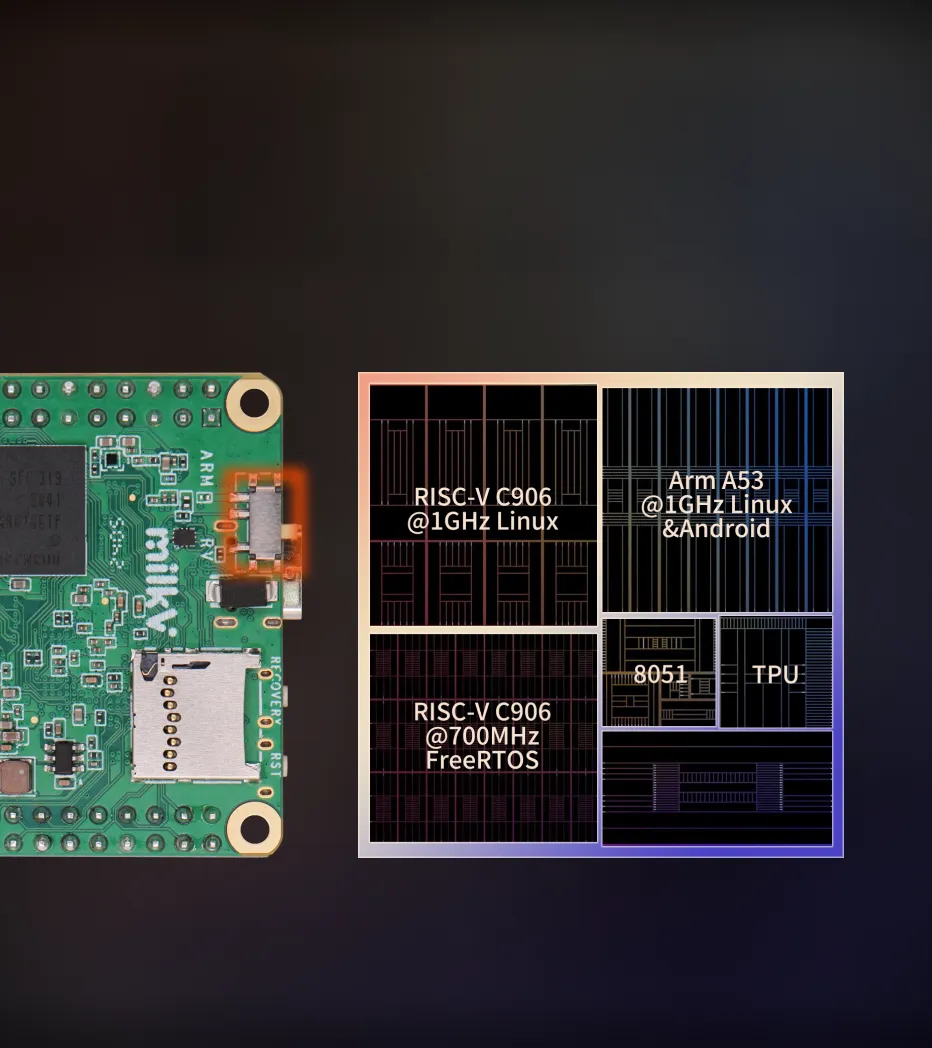 ARM
RV
milkv
RECOVERY
RST
RISC-V C906
@1GHz Linux
Arm A53
@1GHz Linux
&Android
8051
TPU
RISC-V C906
@700MHz
FreeRTOS